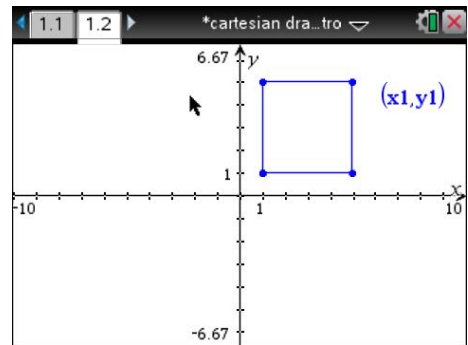 1.1 1.2 *cartesian dra...tro
6.67 y
(x1,y1)
1
-10 1 x 10
-6.67